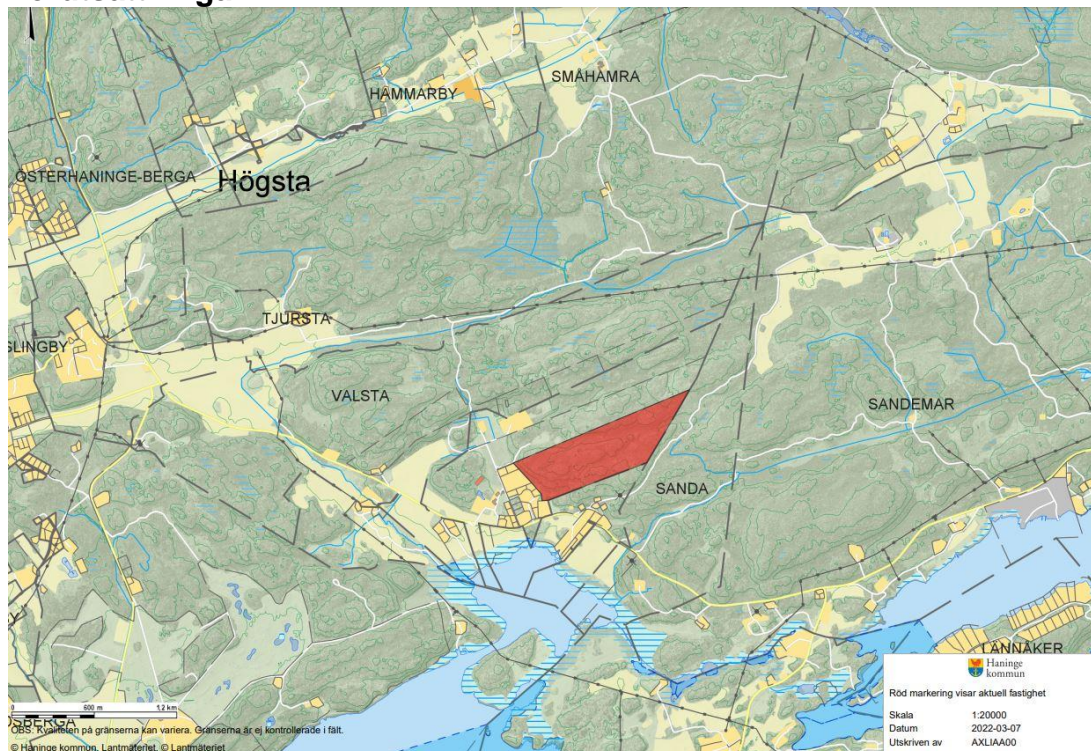 SMÅHAMRA
HAMMARBY
ÖSTERHANINGE-BERGA
Högsta
TJURSTA
SLINGBY
VALSTA
SANDEMAR
SANDA
LÄNNÅKER
Haninge
kommun
Röd markering visar aktuell fastighet
Skala 1:20000
Datum 2022-03-07
Utskriven av AXLIAA00
0 600 m 1,2 km
OSBERGA
OBS: Kvaliteten på gränserna kan variera. Gränserna är ej kontrollerade i fält.
© Haninge kommun, Lantmäteriet, © Lantmäteriet